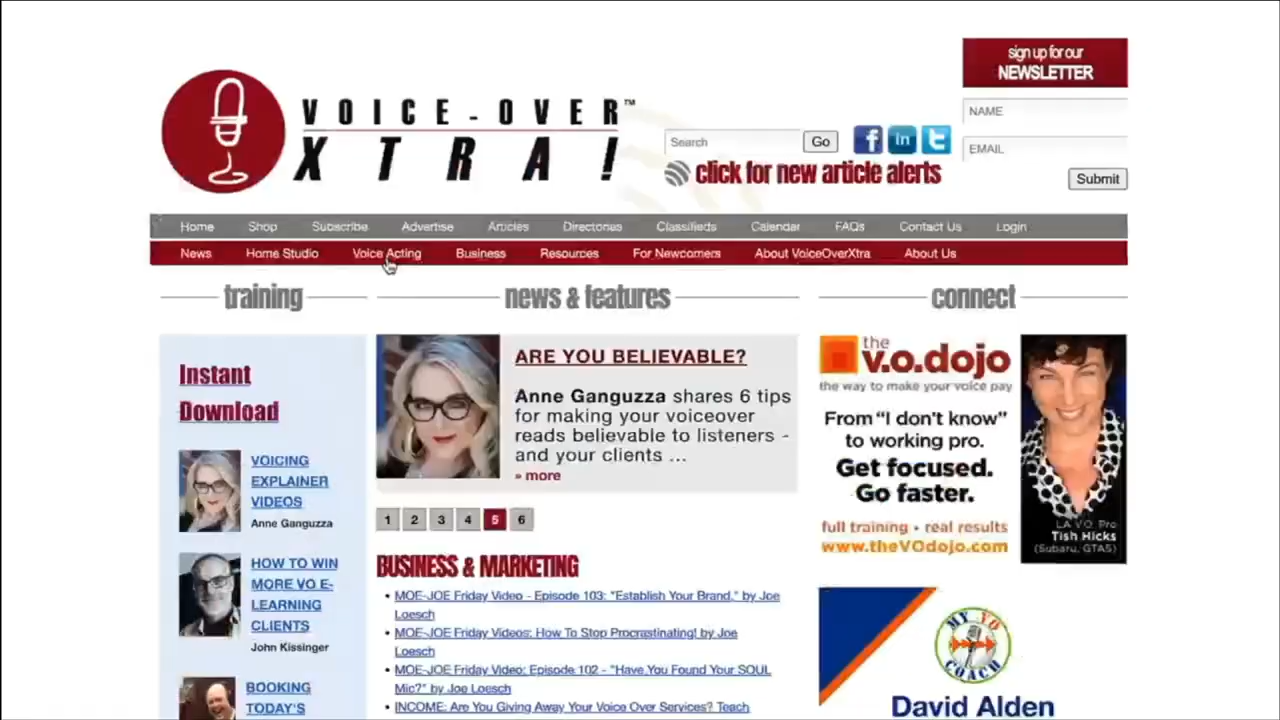 sign up for our
NEWSLETTER
VOICE-OVER™
XTRA!
NAME
Search
Go
f
in
t
EMAIL
click for new article alerts
Submit
Home
Shop
Subscribe
Advertise
Articles
Directories
Classifieds
Calendar
FAQs
Contact Us
Login
News
Home Studio
Voice Acting
Business
Resources
For Newcomers
About VoiceOverXtra
About Us
training
Instant
Download
VOICING
EXPLAINER
VIDEOS
Anne Ganguzza
HOW TO WIN
MORE VO E-
LEARNING
CLIENTS
John Kissinger
BOOKING
TODAY'S
news & features
ARE YOU BELIEVABLE?
Anne Ganguzza shares 6 tips
for making your voiceover
reads believable to listeners -
and your clients ...
» more
1
2
3
4
5
6
BUSINESS & MARKETING
• MOE-JOE Friday Video - Episode 103: "Establish Your Brand," by Joe
Loesch
• MOE-JOE Friday Videos: How To Stop Procrastinating! by Joe
Loesch
• MOE-JOE Friday Video: Episode 102 - "Have You Found Your SOUL
Mic?" by Joe Loesch
• INCOME: Are You Giving Away Your Voice Over Services? Teach
connect
the
v.o.dojo
the way to make your voice pay
From "I don't know"
to working pro.
Get focused.
Go faster.
full training • real results
www.theVOdojo.com
LA V.O. Pro
Tish Hicks
(Subaru, GTA5)
MY VO
COACH
David Alden